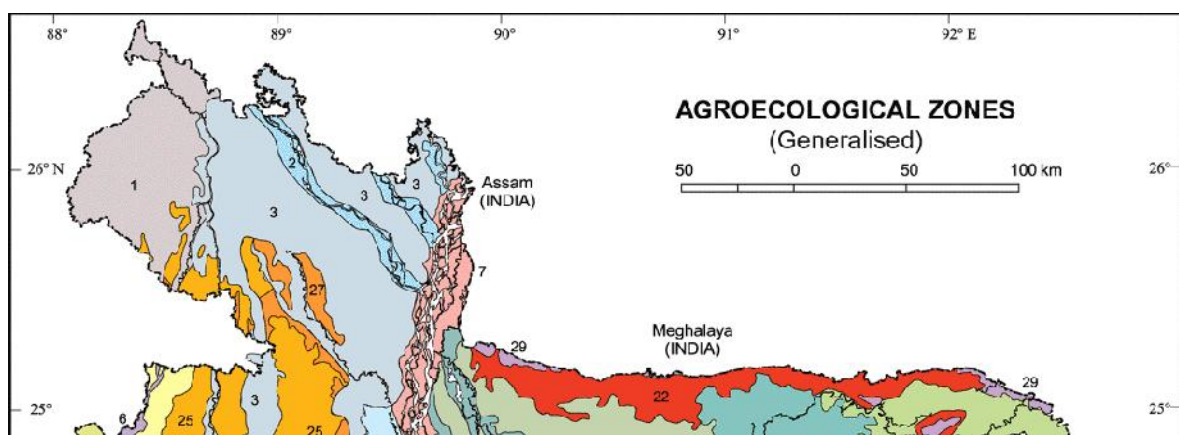 88°
89°
90°
91°
92° E
AGROECOLOGICAL ZONES
(Generalised)
50 0 50 100 km
26° N
26°
Assam
(INDIA)
1
2
3
3
3
7
27
Meghalaya
(INDIA)
29
29
22
25°
25°
6
25
3
25